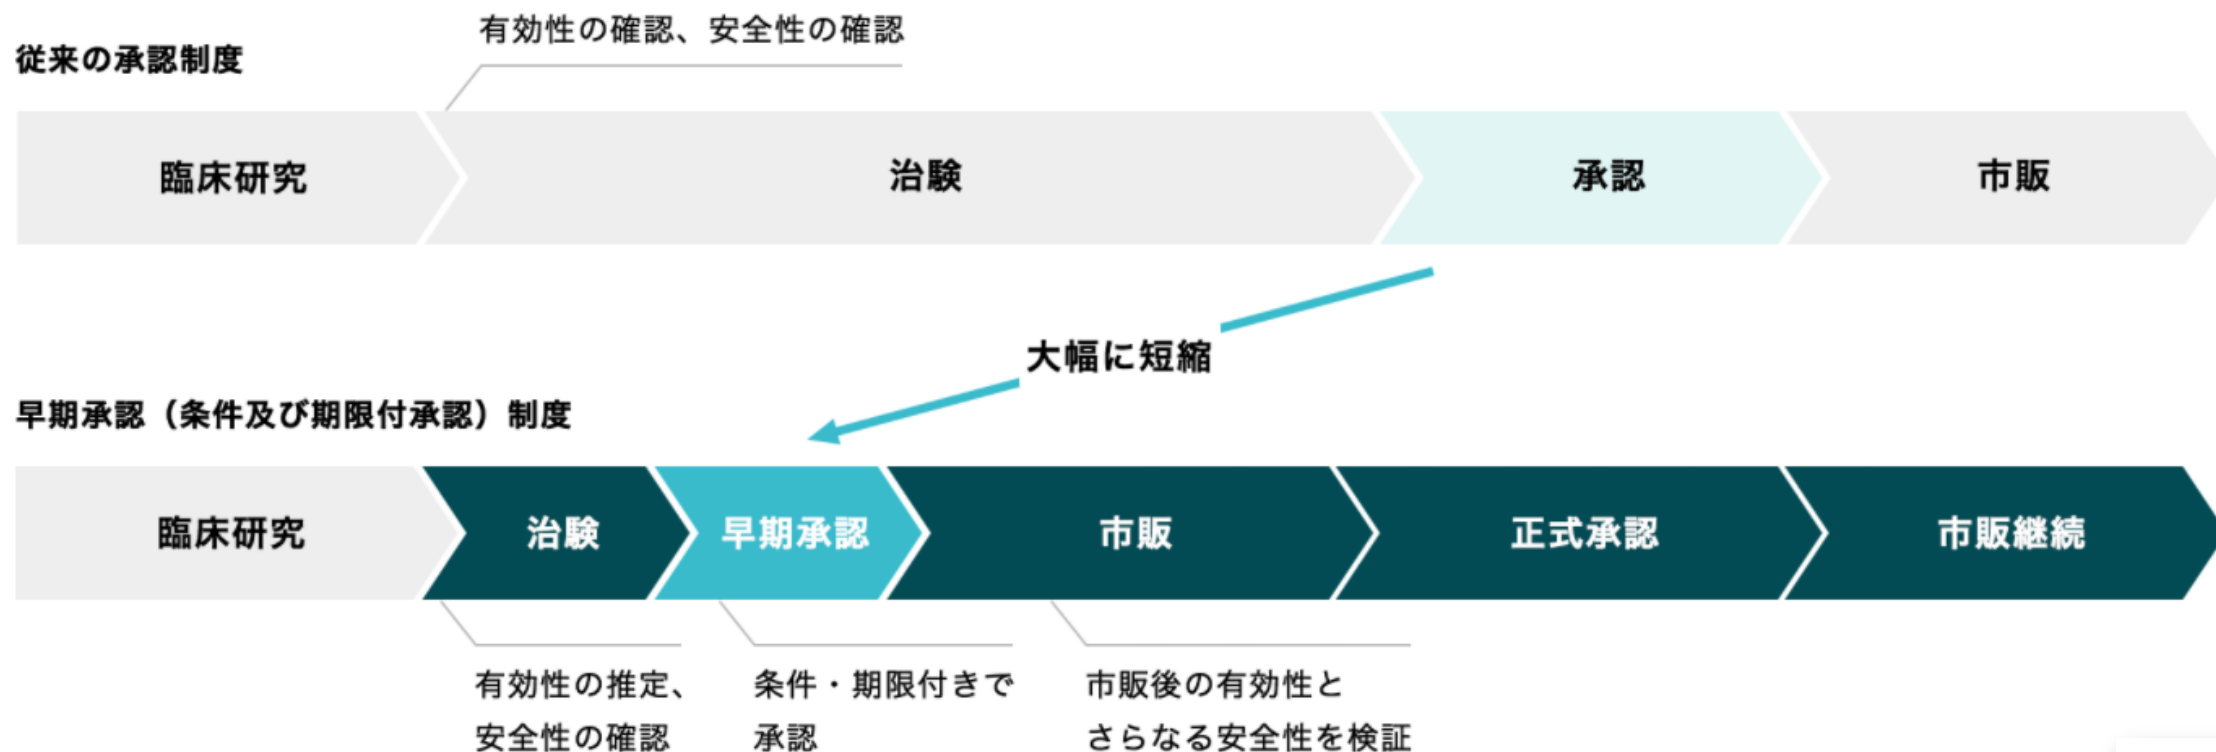 有効性の確認、安全性の確認
従来の承認制度
臨床研究
治験
承認
市販
大幅に短縮
早期承認（条件及び期限付承認）制度
臨床研究
治験
早期承認
市販
正式承認
市販継続
有効性の推定、
安全性の確認
条件・期限付きで
承認
市販後の有効性と
さらなる安全性を検証